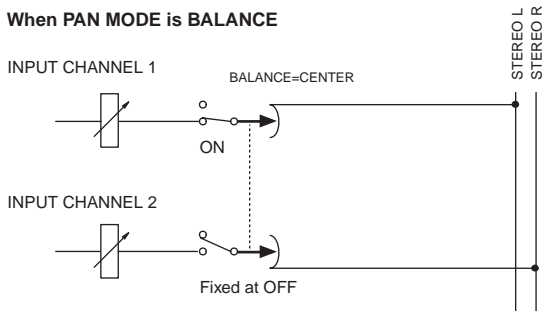 When PAN MODE is BALANCE
STEREO L
STEREO R
INPUT CHANNEL 1
BALANCE=CENTER
ON
INPUT CHANNEL 2
Fixed at OFF